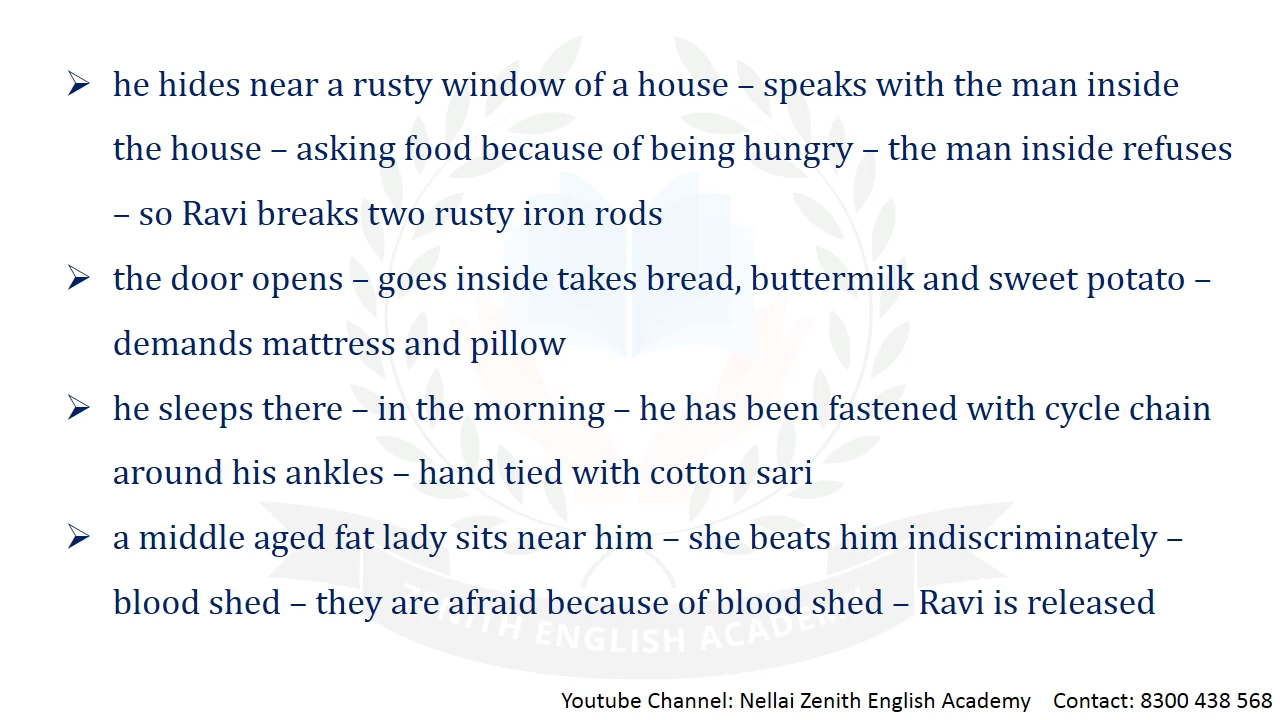 ➢ he hides near a rusty window of a house – speaks with the man inside
the house – asking food because of being hungry – the man inside refuses
– so Ravi breaks two rusty iron rods
➢ the door opens – goes inside takes bread, buttermilk and sweet potato –
demands mattress and pillow
➢ he sleeps there – in the morning – he has been fastened with cycle chain
around his ankles – hand tied with cotton sari
➢ a middle aged fat lady sits near him – she beats him indiscriminately –
blood shed – they are afraid because of blood shed – Ravi is released
ZENITH ENGLISH ACADEMY
Youtube Channel: Nellai Zenith English Academy Contact: 8300 438 568